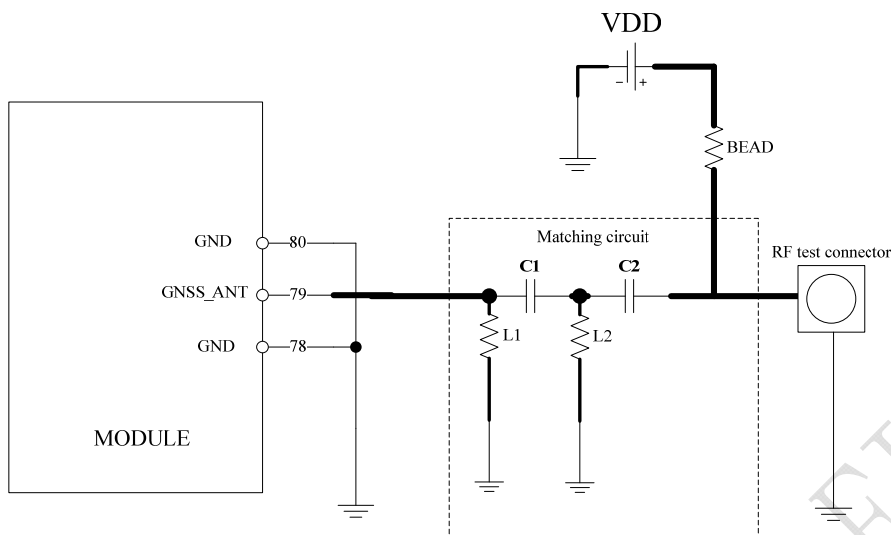 VDD
- +
BEAD
GND
80
Matching circuit
RF test connector
C1
C2
GNSS_ANT
79
L1
L2
GND
78
MODULE